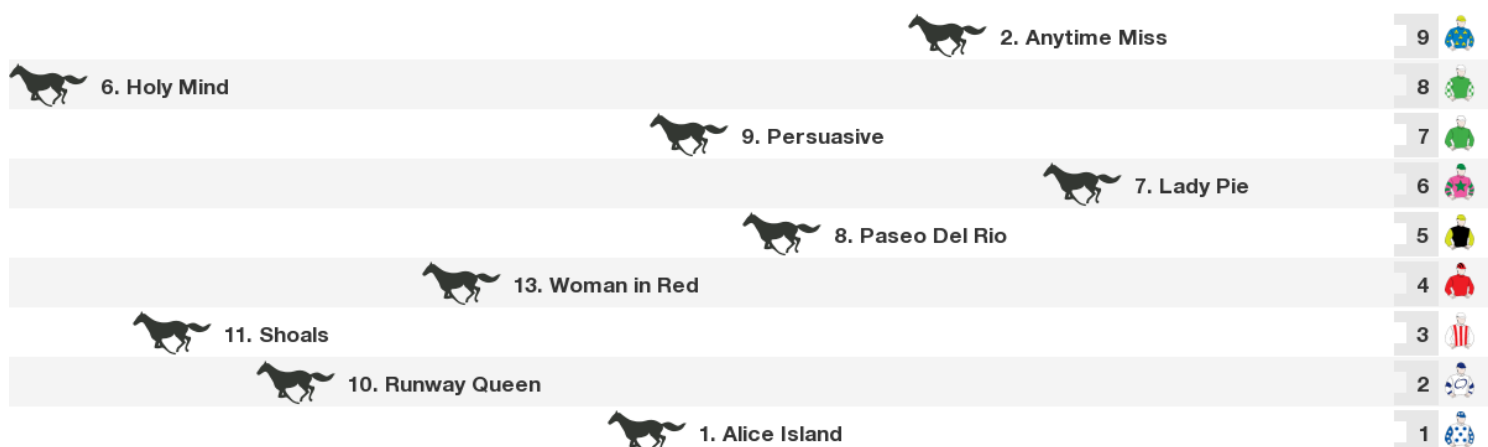 2. Anytime Miss 9
6. Holy Mind 8
9. Persuasive 7
7. Lady Pie 6
8. Paseo Del Rio 5
13. Woman in Red 4
11. Shoals 3
10. Runway Queen 2
1. Alice Island 1